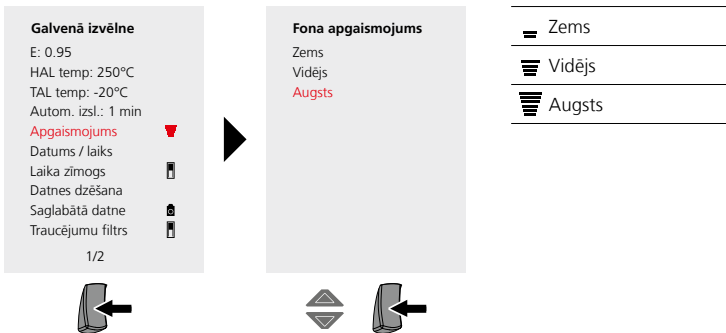 Galvenā izvēlne
E: 0.95
HAL temp: 250°C
TAL temp: -20°C
Autom. izsl.: 1 min
Apgaismojums
Datums / laiks
Laika zīmogs
Datnes dzēšana
Saglabātā datne
Traucējumu filtrs
1/2
Fona apgaismojums
Zems
Vidējs
Augsts
Zems
Vidējs
Augsts